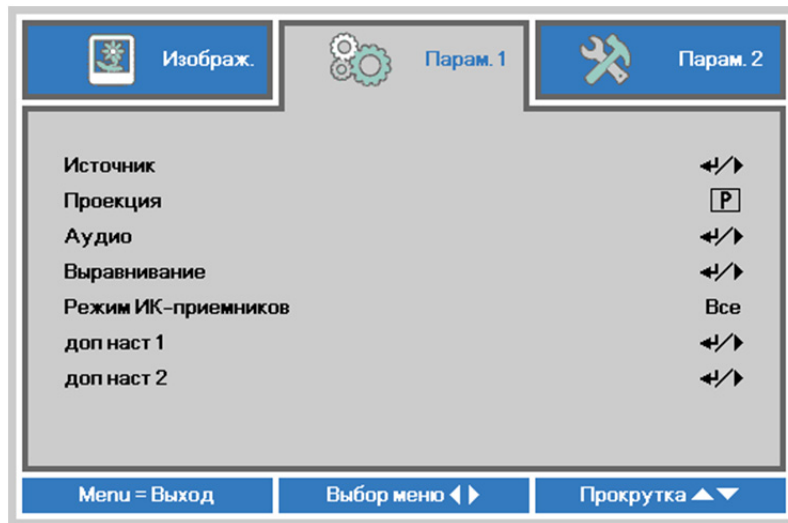 Изображ.
Парам. 1
Парам. 2
Источник
Проекция P
Аудио
Выравнивание
Режим ИК-приемников Все
доп наст 1
доп наст 2
Menu = Выход
Выбор меню
Прокрутка